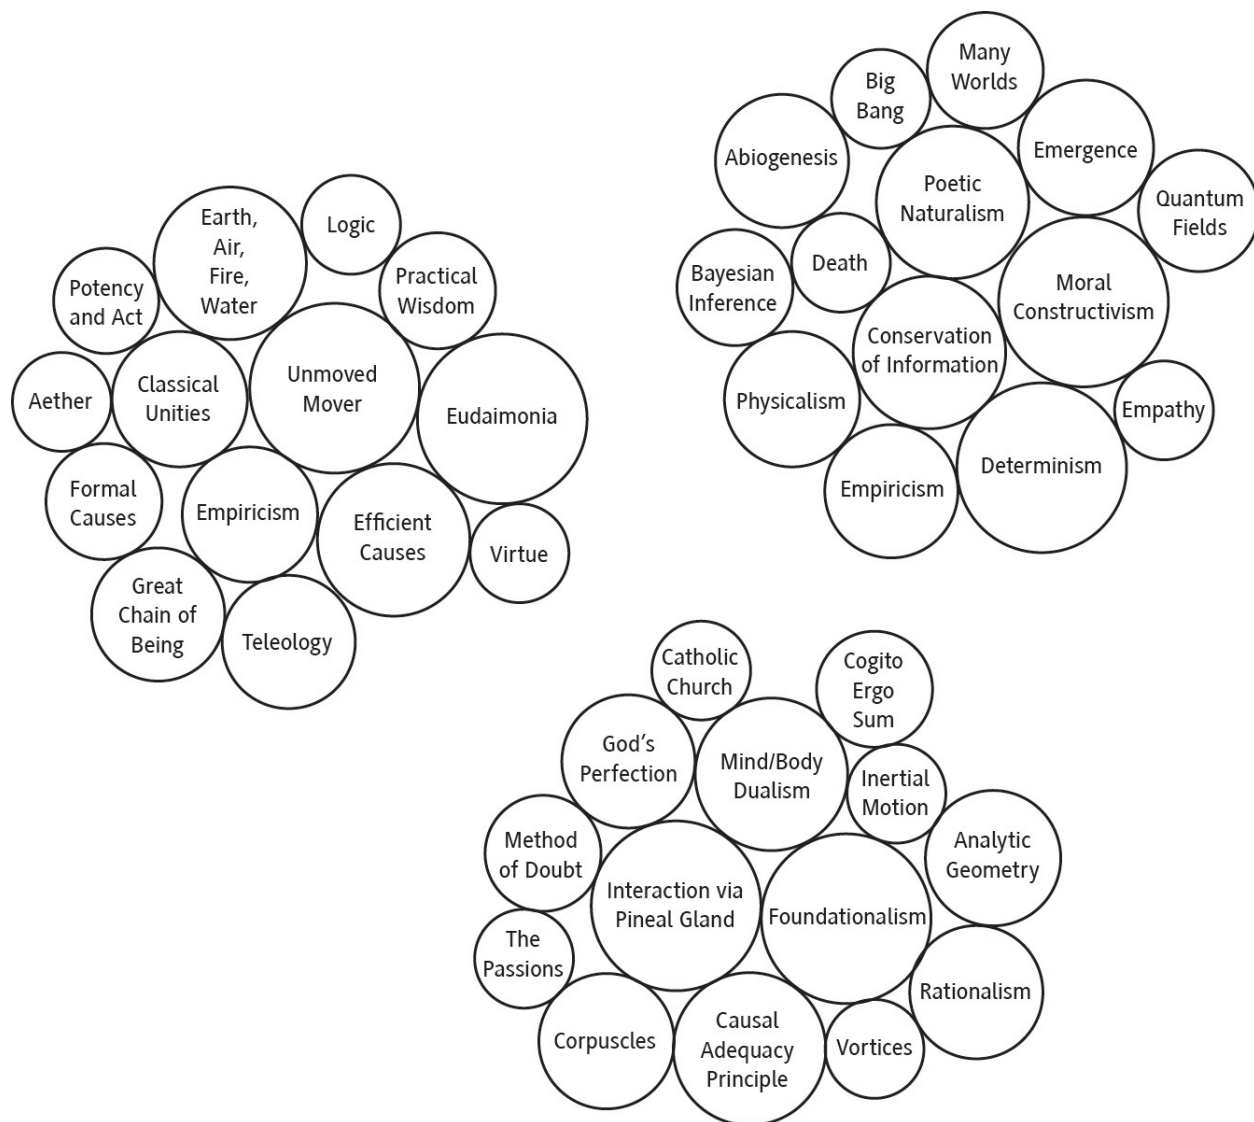 Earth,
Air,
Fire,
Water
Logic
Potency
and Act
Practical
Wisdom
Aether
Classical
Unities
Unmoved
Mover
Eudaimonia
Formal
Causes
Empiricism
Efficient
Causes
Virtue
Great
Chain of
Being
Teleology
Many
Worlds
Big
Bang
Abiogenesis
Emergence
Poetic
Naturalism
Quantum
Fields
Bayesian
Inference
Death
Moral
Constructivism
Conservation
of Information
Physicalism
Empathy
Determinism
Empiricism
Catholic
Church
Cogito
Ergo
Sum
God's
Perfection
Mind/Body
Dualism
Inertial
Motion
Method
of Doubt
Analytic
Geometry
Interaction via
Pineal Gland
Foundationalism
The
Passions
Rationalism
Corpuscles
Causal
Adequacy
Principle
Vortices